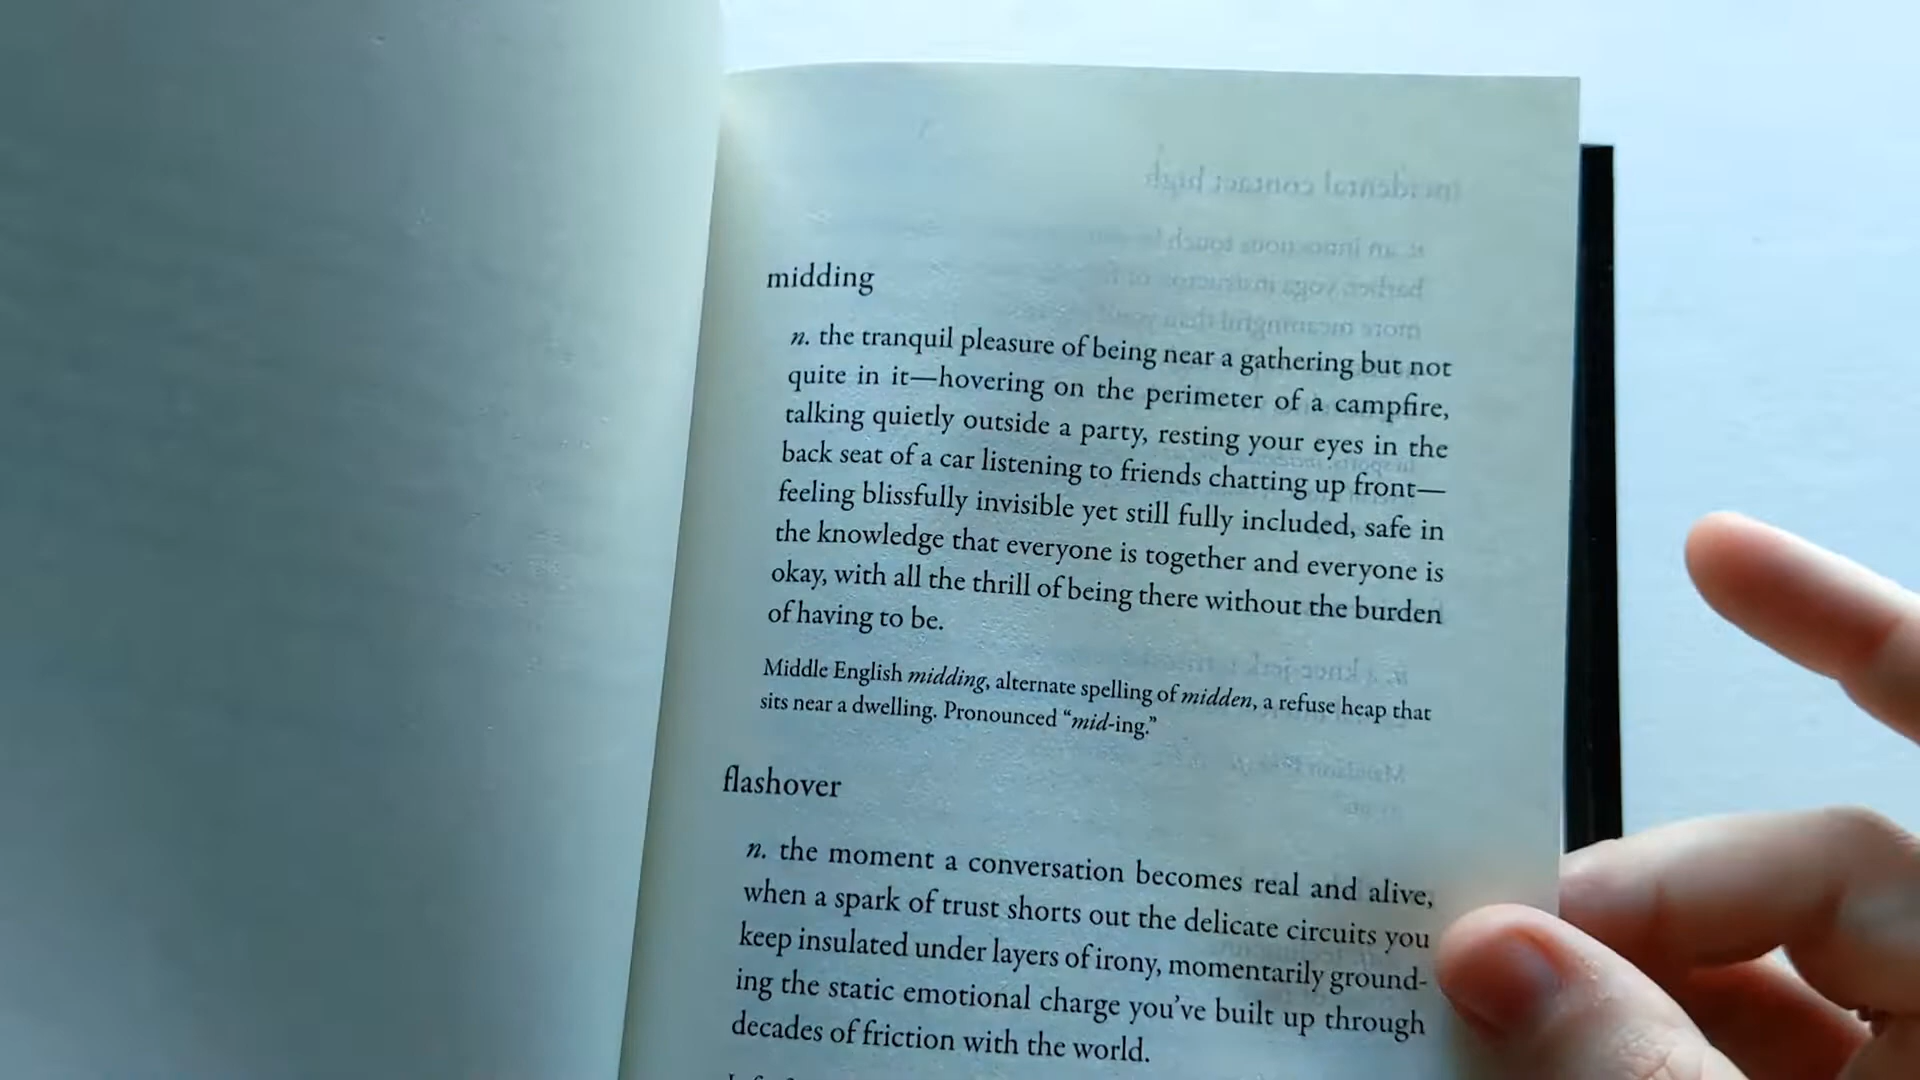 midding
n. the tranquil pleasure of being near a gathering but not
quite in it—hovering on the perimeter of a campfire,
talking quietly outside a party, resting your eyes in the
back seat of a car listening to friends chatting up front—
feeling blissfully invisible yet still fully included, safe in
the knowledge that everyone is together and everyone is
okay, with all the thrill of being there without the burden
of having to be.
Middle English midding, alternate spelling of midden, a refuse heap that
sits near a dwelling. Pronounced “mid-ing.”
flashover
n. the moment a conversation becomes real and alive,
when a spark of trust shorts out the delicate circuits you
keep insulated under layers of irony, momentarily ground-
ing the static emotional charge you’ve built up through
decades of friction with the world.